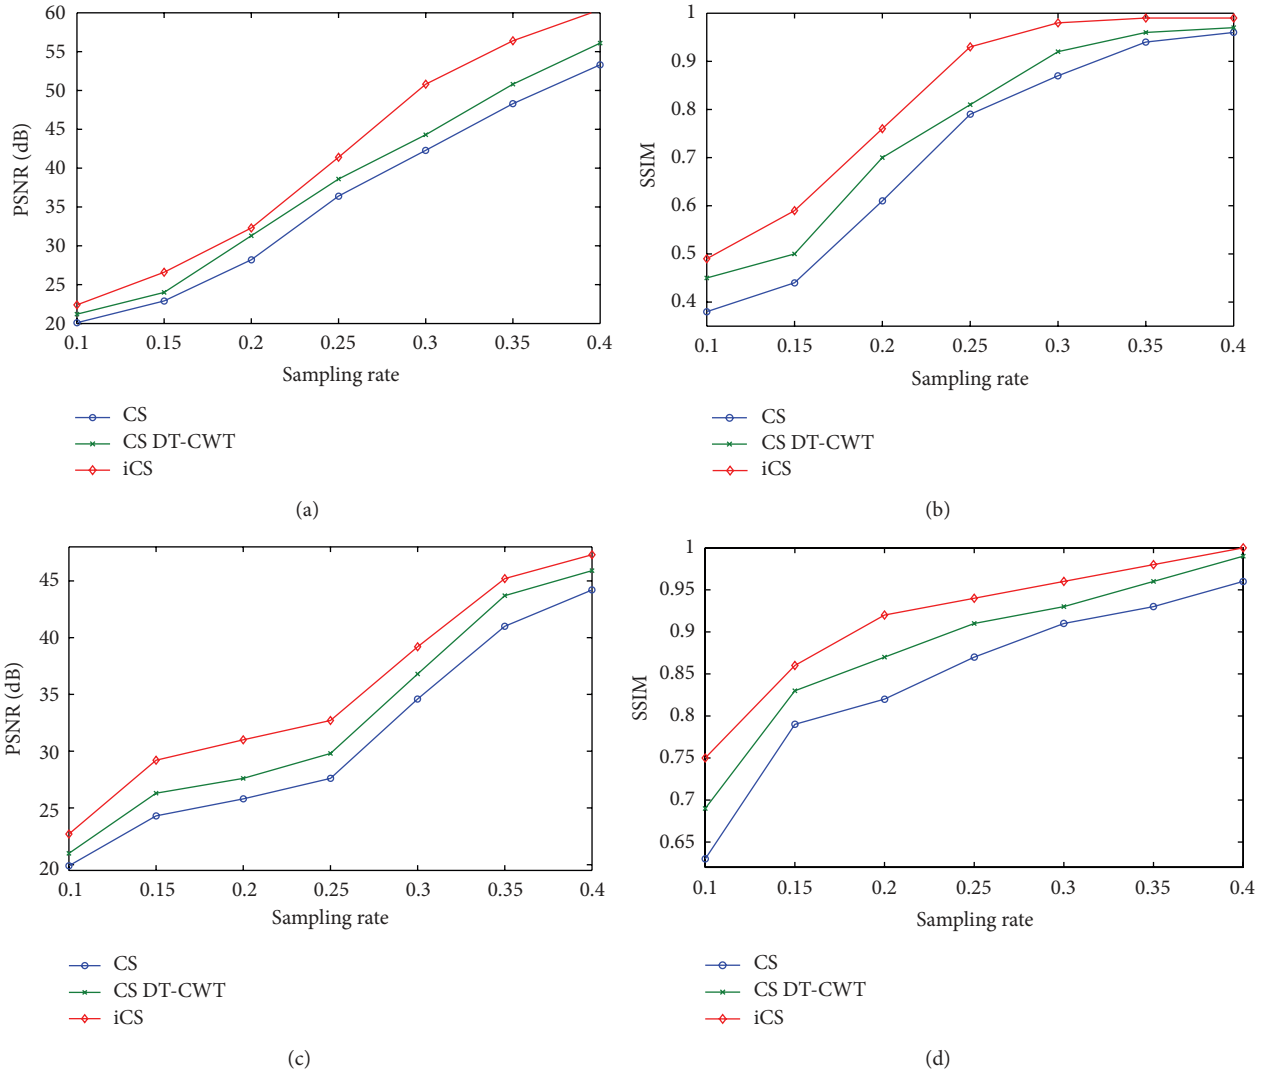 60
55
50
45
40
35
30
25
20
PSNR (dB)
0.1 0.15 0.2 0.25 0.3 0.35 0.4
Sampling rate
CS
CS DT-CWT
iCS
(a)
1
0.9
0.8
0.7
0.6
0.5
0.4
SSIM
0.1 0.15 0.2 0.25 0.3 0.35 0.4
Sampling rate
CS
CS DT-CWT
iCS
(b)
45
40
35
30
25
20
PSNR (dB)
0.1 0.15 0.2 0.25 0.3 0.35 0.4
Sampling rate
CS
CS DT-CWT
iCS
(c)
1
0.95
0.9
0.85
0.8
0.75
0.7
0.65
SSIM
0.1 0.15 0.2 0.25 0.3 0.35 0.4
Sampling rate
CS
CS DT-CWT
iCS
(d)